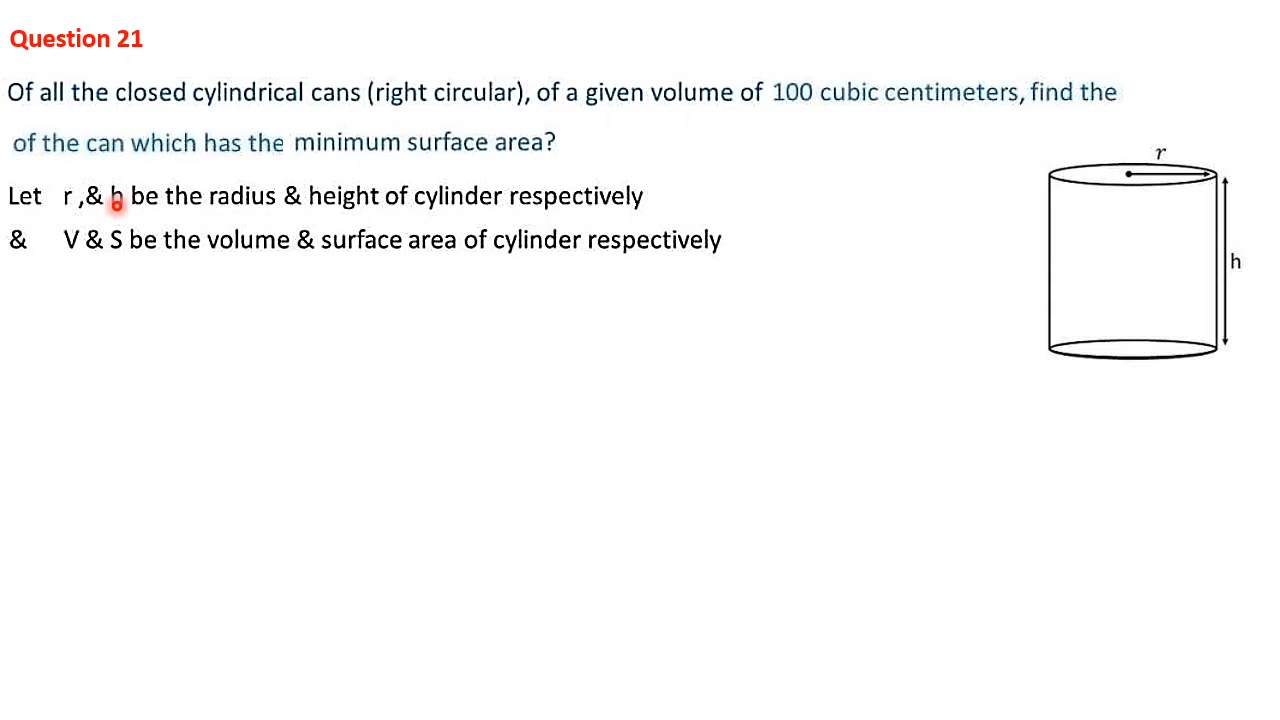 Question 21
Of all the closed cylindrical cans (right circular), of a given volume of 100 cubic centimeters, find the
of the can which has the minimum surface area?
r
Let r ,& h be the radius & height of cylinder respectively
& V & S be the volume & surface area of cylinder respectively
h